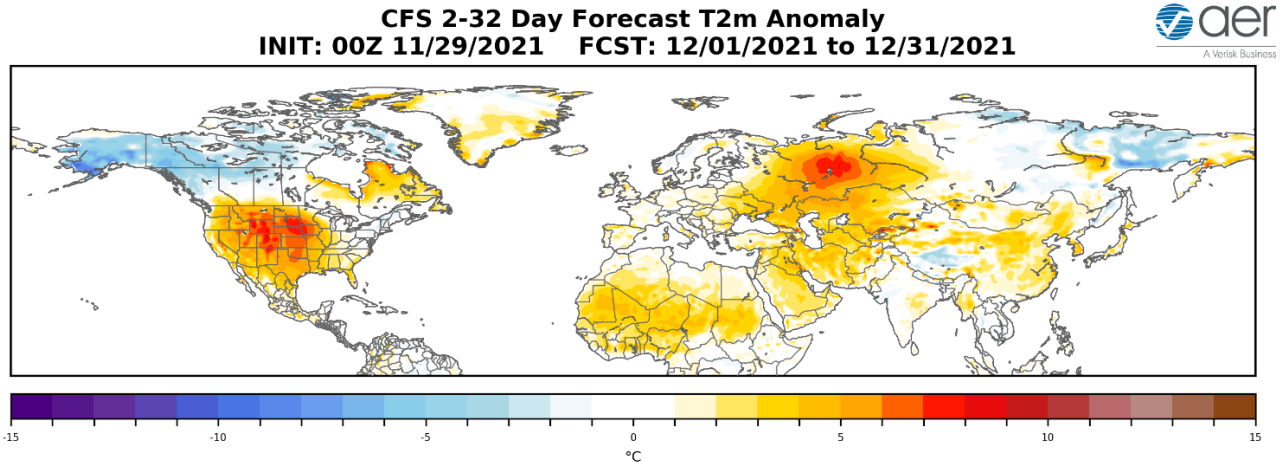 CFS 2-32 Day Forecast T2m Anomaly
INIT: 00Z 11/29/2021 FCST: 12/01/2021 to 12/31/2021
aer
A Verisk Business
-15 -10 -5 0 5 10 15
°C